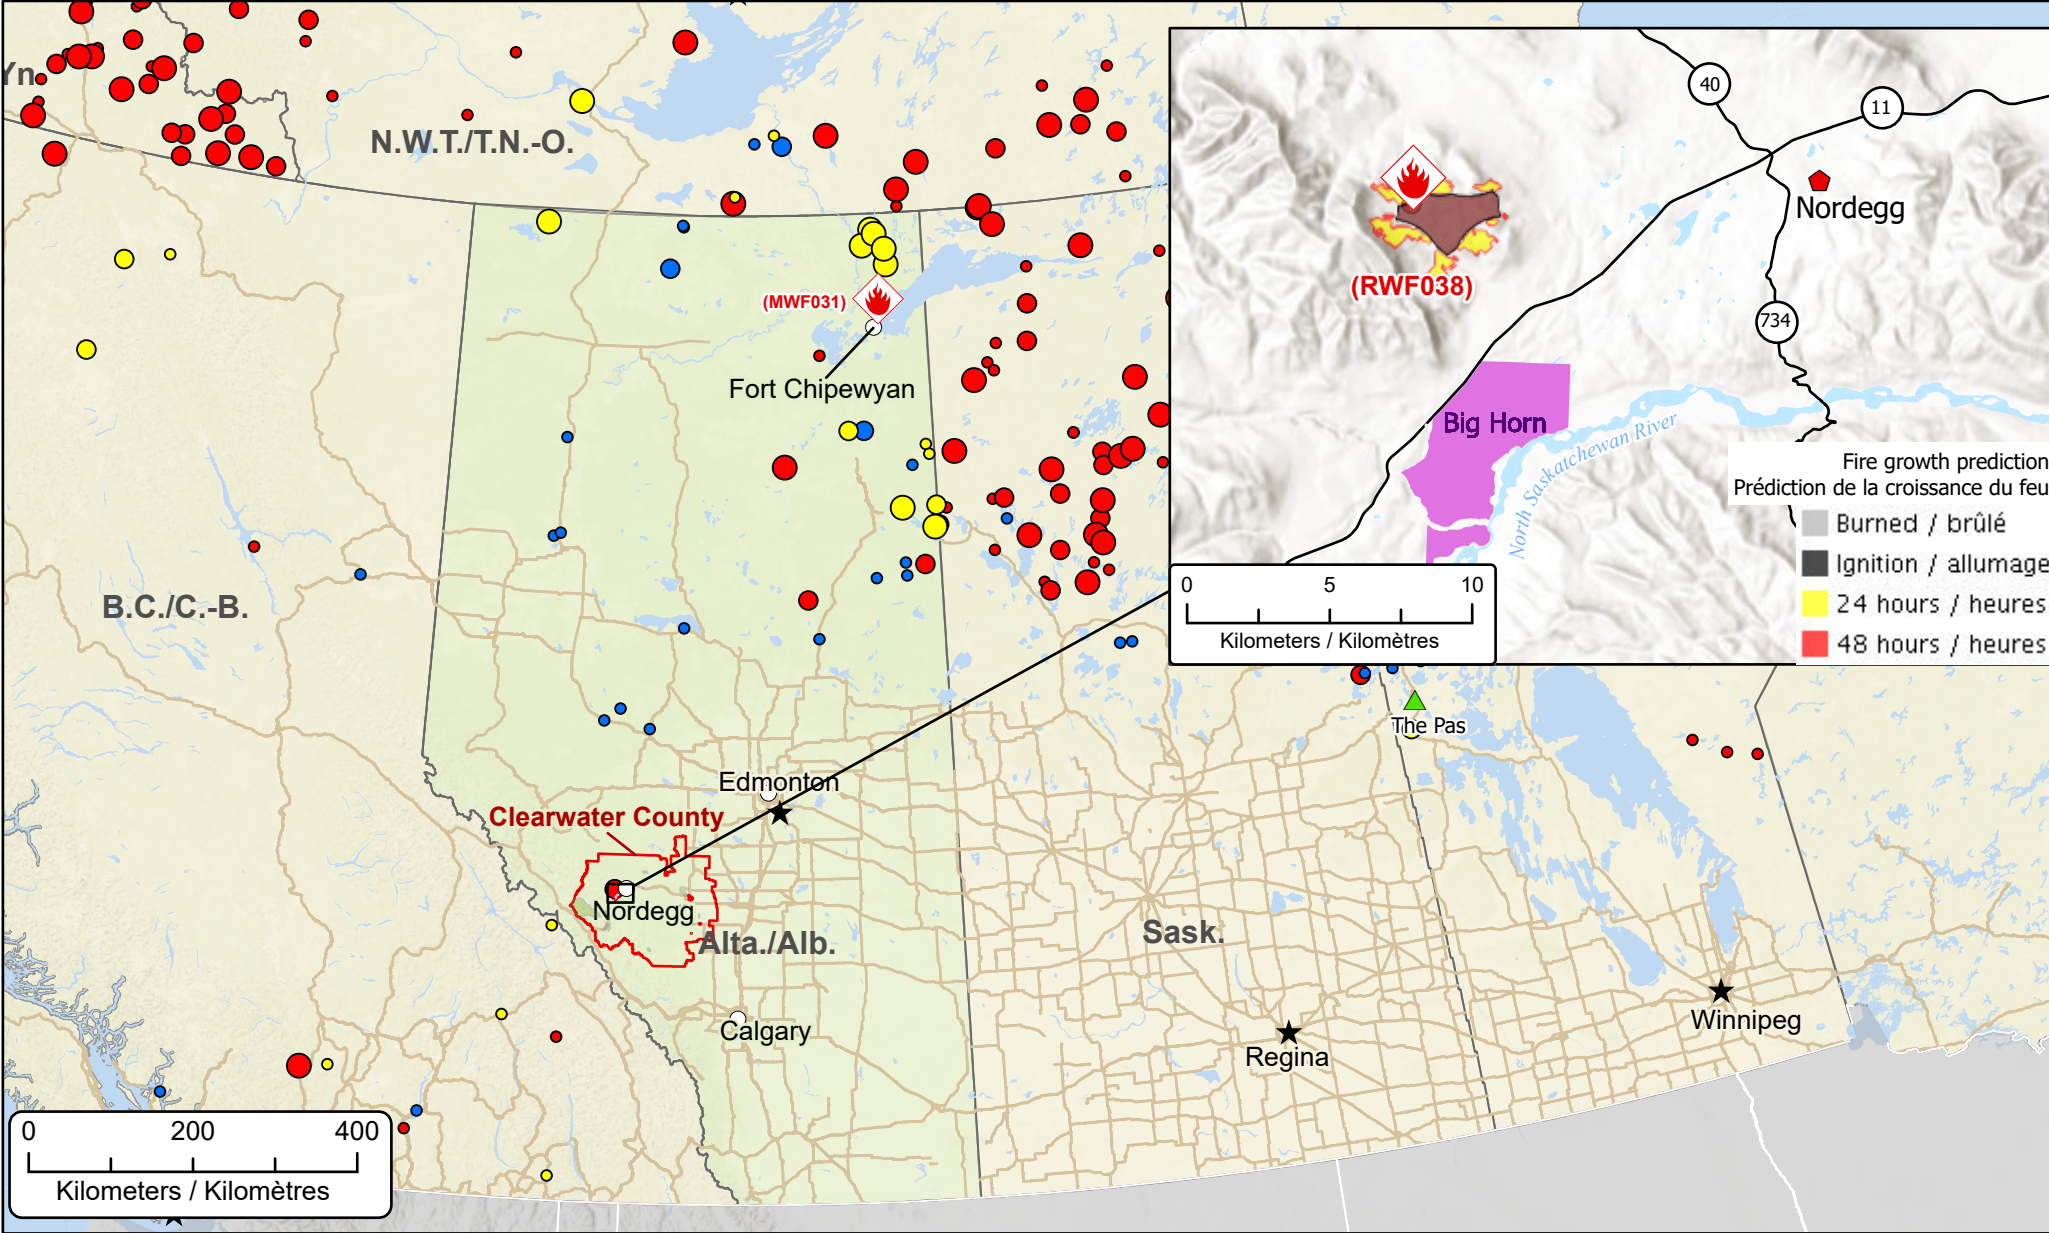 Yn
N.W.T./T.N.-O.
40
11
Nordegg
(RWF038)
(MWF031)
734
Fort Chipewyan
Big Horn
North Saskatchewan River
Fire growth prediction
Prédiction de la croissance du feu
Burned / brûlé
Ignition / allumage
24 hours / heures
48 hours / heures
0 5 10
Kilometers / Kilomètres
B.C./C.-B.
The Pas
Edmonton
Clearwater County
Nordegg
Alta./Alb.
Sask.
Calgary
Regina
Winnipeg
0 200 400
Kilometers / Kilomètres